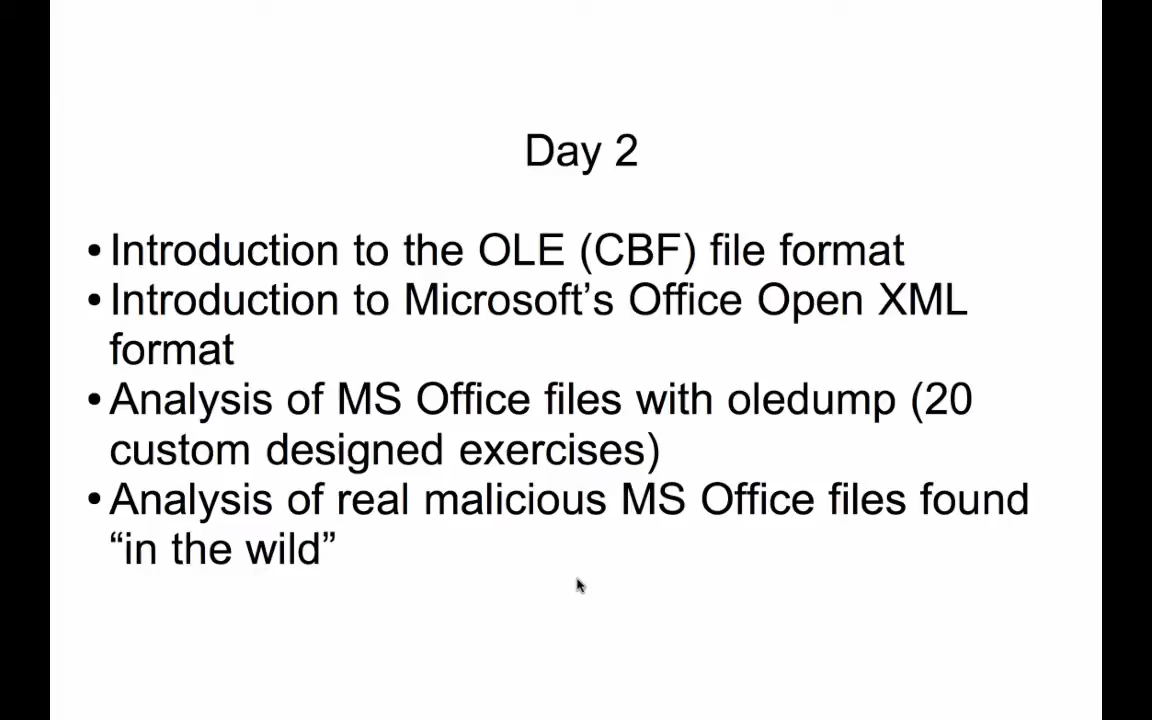 Day 2
•Introduction to the OLE (CBF) file format
•Introduction to Microsoft’s Office Open XML
format
•Analysis of MS Office files with oledump (20
custom designed exercises)
•Analysis of real malicious MS Office files found
“in the wild”